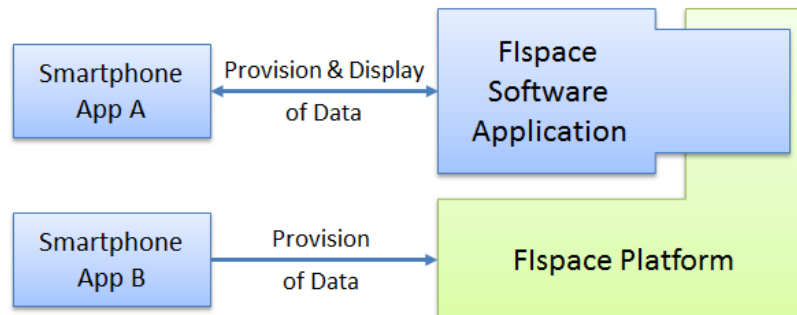 Smartphone
App A
Provision & Display
of Data
FIspace
Software
Application
Smartphone
App B
Provision
of Data
FIspace Platform